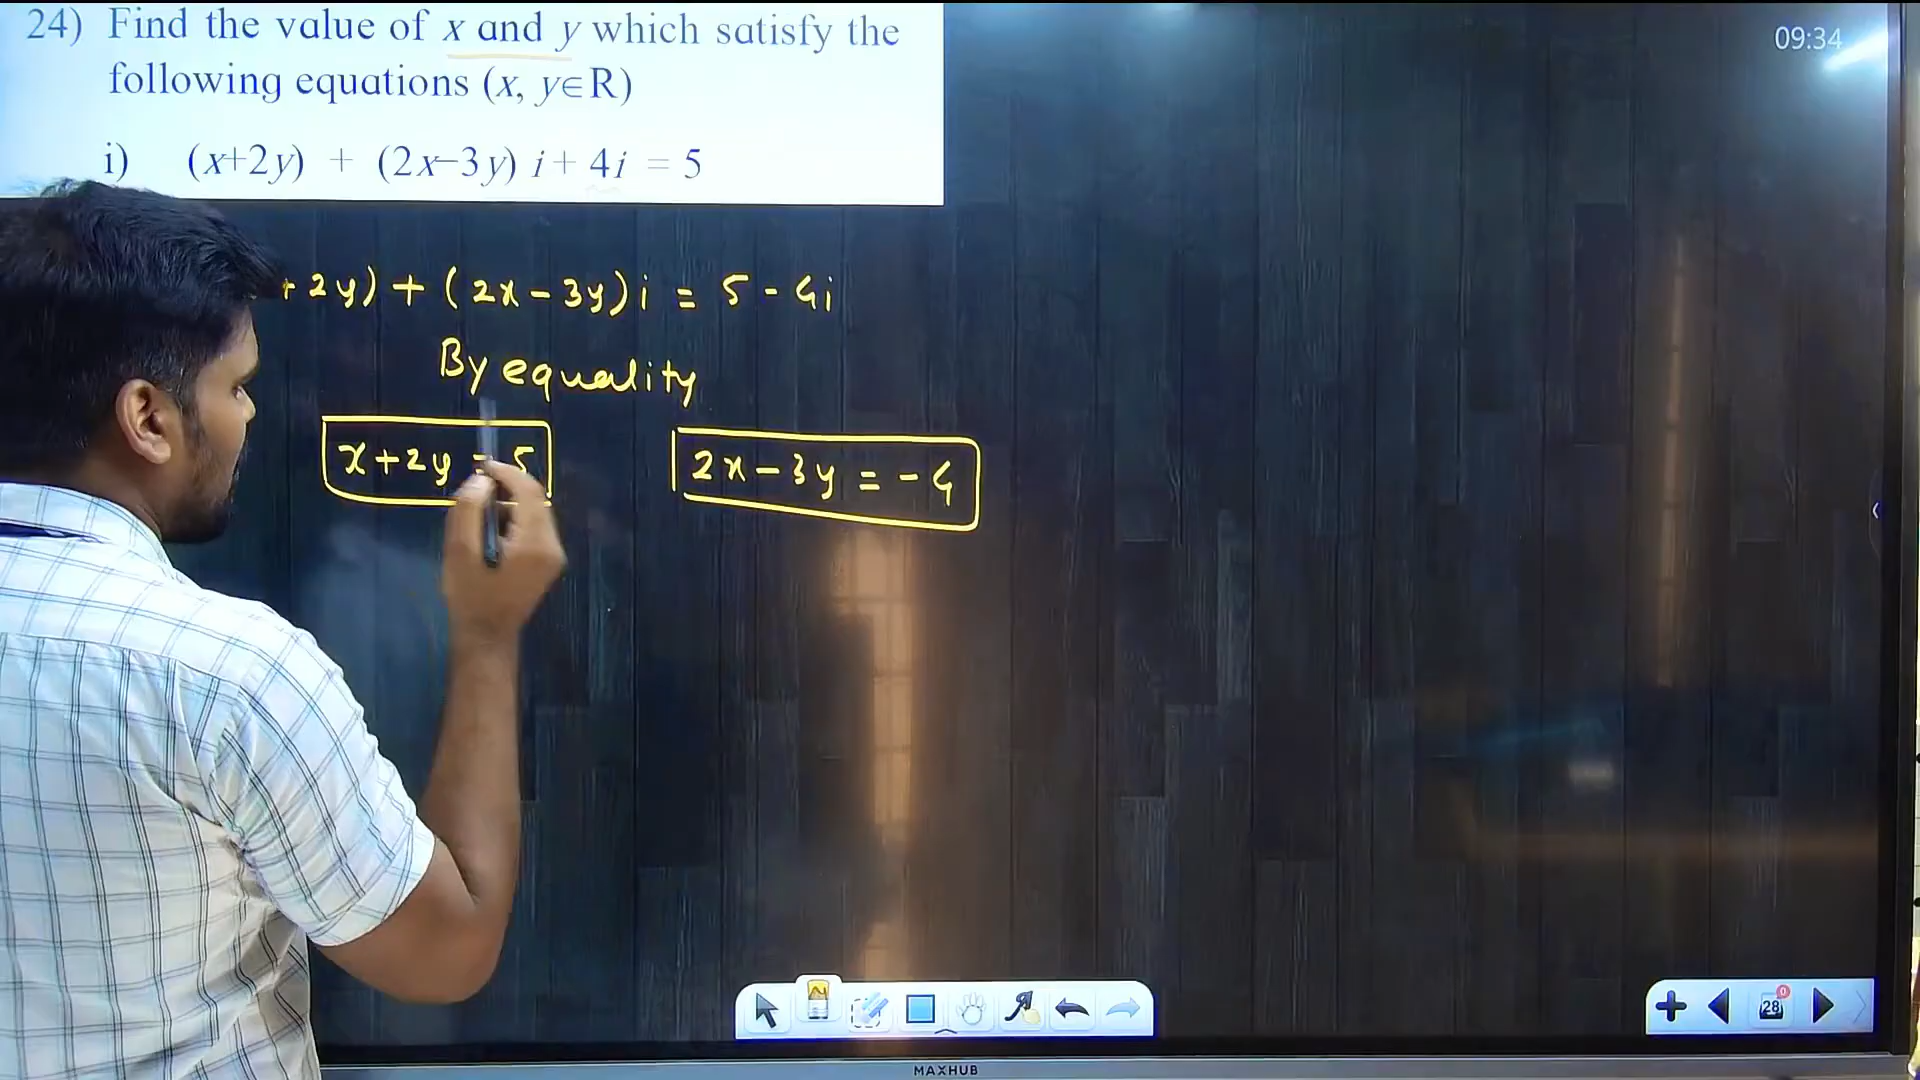 24) Find the value of x and y which satisfy the
following equations (x, y∈R)
i) (x+2y) + (2x–3y) i + 4i = 5
09:34
+2y) + (2x - 3y)i = 5 - 4i
By equality
x+2y = 5
2x - 3y = -4
28
0
MAXHUB